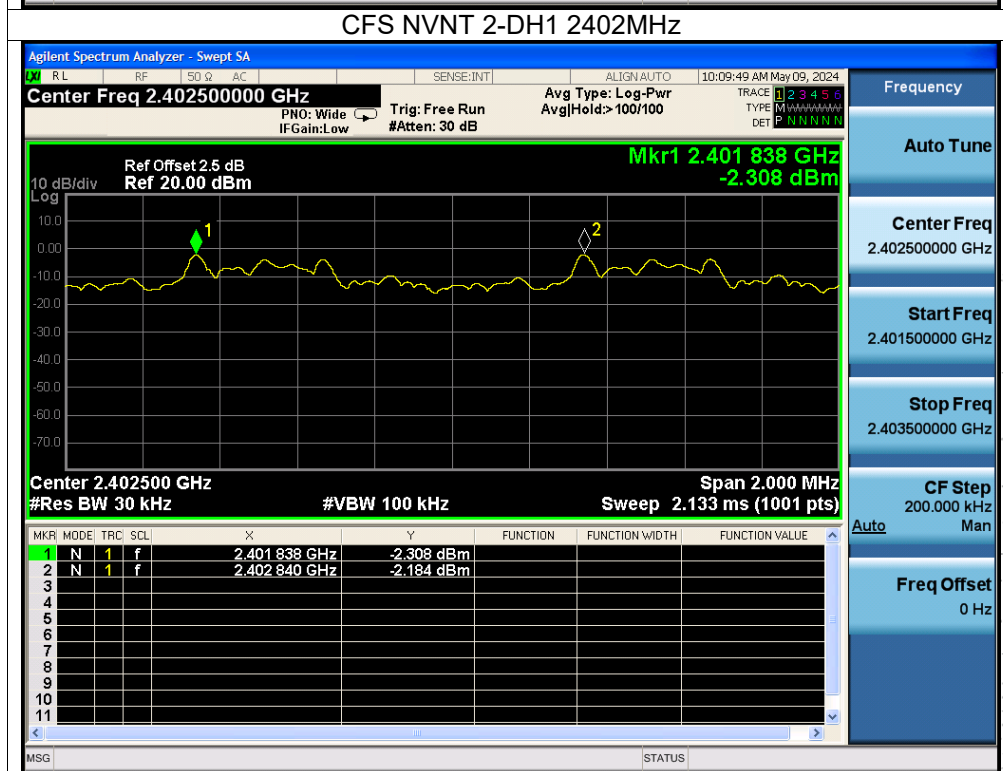 CFS NVNT 2-DH1 2402MHz
Agilent Spectrum Analyzer - Swept SA
LXI RL RF 50 Ω AC SENSE:INT ALIGN AUTO 10:09:49 AM May 09, 2024
Center Freq 2.402500000 GHz
PNO: Wide
IFGain:Low
Trig: Free Run
#Atten: 30 dB
Avg Type: Log-Pwr
Avg|Hold:>100/100
TRACE 1 2 3 4 5 6
TYPE M
DET P N N N N N
Mkr1 2.401 838 GHz
-2.308 dBm
Ref Offset 2.5 dB
10 dB/div Ref 20.00 dBm
Log
10.0
0.00
-10.0
-20.0
-30.0
-40.0
-50.0
-60.0
-70.0
1
2
Center 2.402500 GHz Span 2.000 MHz
#Res BW 30 kHz #VBW 100 kHz Sweep 2.133 ms (1001 pts)
MKR MODE TRC SCL X Y FUNCTION FUNCTION WIDTH FUNCTION VALUE
1 N 1 f 2.401 838 GHz -2.308 dBm
2 N 1 f 2.402 840 GHz -2.184 dBm
3
4
5
6
7
8
9
10
11
MSG STATUS
Frequency
Auto Tune
Center Freq
2.402500000 GHz
Start Freq
2.401500000 GHz
Stop Freq
2.403500000 GHz
CF Step
200.000 kHz
Auto Man
Freq Offset
0 Hz